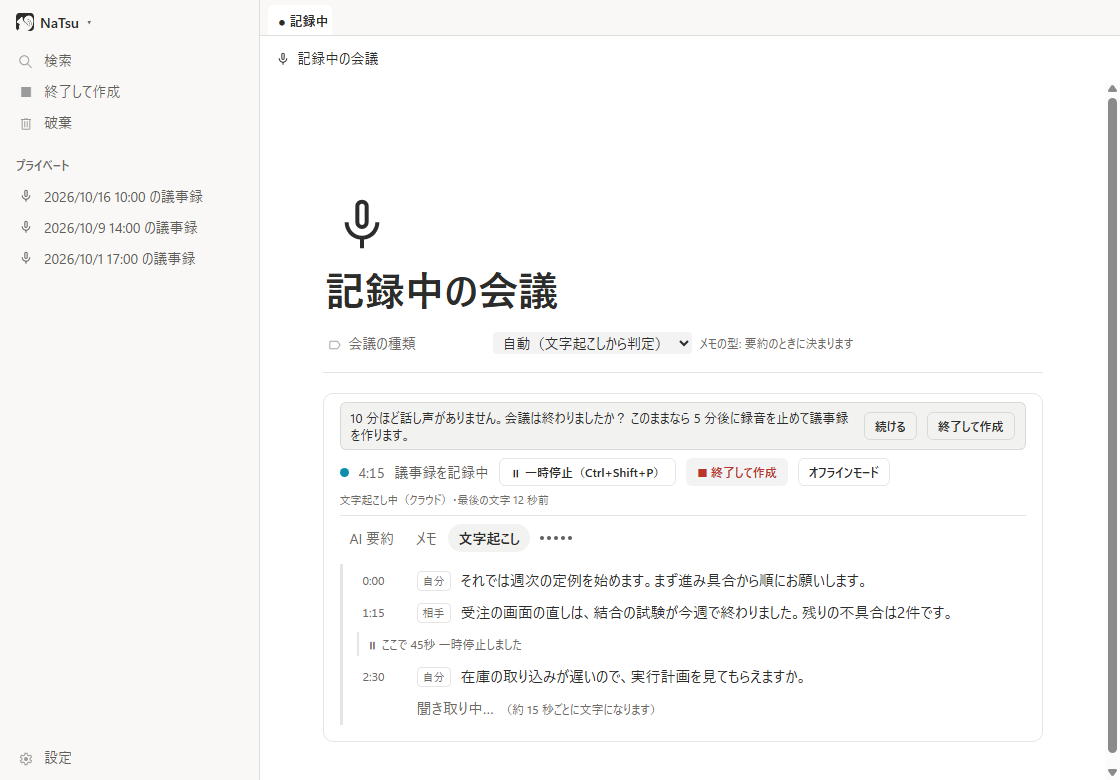 NaTsu
検索
終了して作成
破棄
プライベート
2026/10/16 10:00 の議事録
2026/10/9 14:00 の議事録
2026/10/1 17:00 の議事録
設定
● 記録中
記録中の会議
記録中の会議
会議の種類
自動（文字起こしから判定）
メモの型: 要約のときに決まります
10 分ほど話し声がありません。会議は終わりましたか？ このままなら 5 分後に録音を止めて議事録
を作ります。
続ける
終了して作成
4:15 議事録を記録中
⏸ 一時停止（Ctrl+Shift+P）
■ 終了して作成
オフラインモード
文字起こし中（クラウド）・最後の文字 12 秒前
AI 要約 メモ 文字起こし
0:00 自分 それでは週次の定例を始めます。まず進み具合から順にお願いします。
1:15 相手 受注の画面の直しは、結合の試験が今週で終わりました。残りの不具合は2件です。
⏸ ここで 45秒 一時停止しました
2:30 自分 在庫の取り込みが遅いので、実行計画を見てもらえますか。
聞き取り中… （約 15 秒ごとに文字になります）